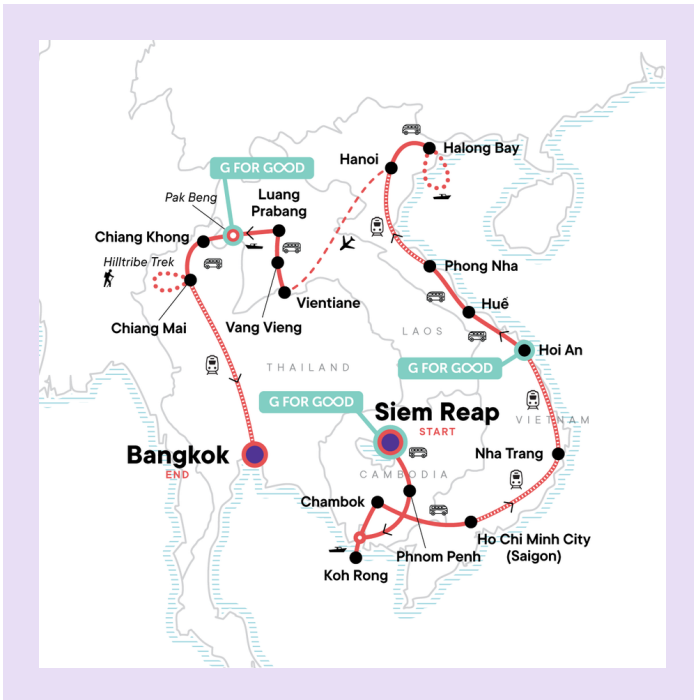 Halong Bay
Hanoi
G FOR GOOD
Pak Beng
Luang
Prabang
Chiang Khong
Hilltribe Trek
Phong Nha
Vientiane
Huế
Chiang Mai
Vang Vieng
LAOS
Hoi An
THAILAND
G FOR GOOD
G FOR GOOD
Siem Reap
START
VIETNAM
Bangkok
END
Nha Trang
CAMBODIA
Chambok
Ho Chi Minh City
(Saigon)
Phnom Penh
Koh Rong